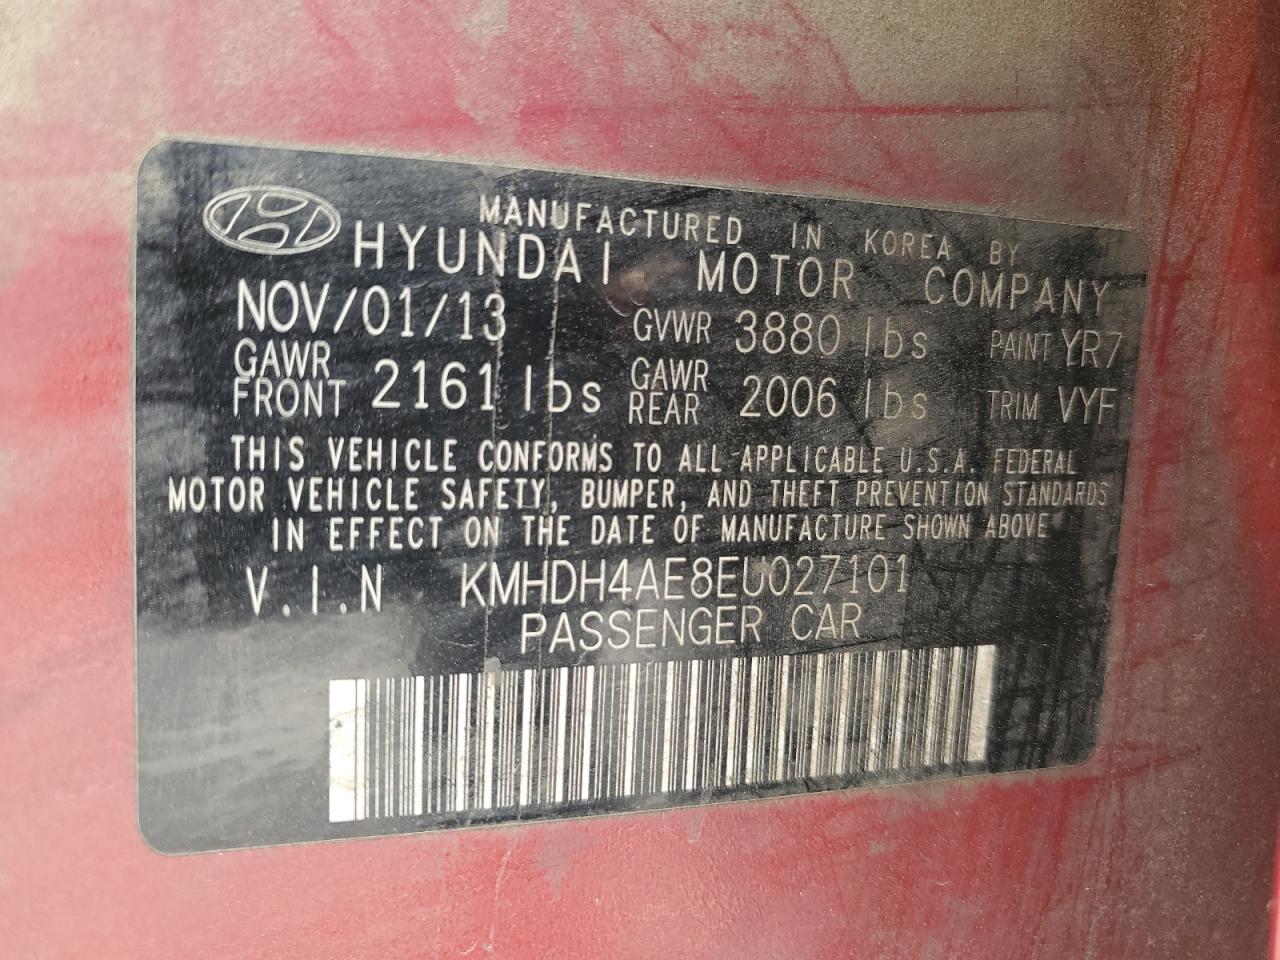 MANUFACTURED IN KOREA BY
HYUNDAI MOTOR COMPANY
NOV/01/13 GVWR 3880 lbs PAINT YR7
GAWR FRONT 2161 lbs GAWR REAR 2006 lbs TRIM VYF
THIS VEHICLE CONFORMS TO ALL APPLICABLE U.S.A. FEDERAL
MOTOR VEHICLE SAFETY, BUMPER, AND THEFT PREVENTION STANDARDS
IN EFFECT ON THE DATE OF MANUFACTURE SHOWN ABOVE
V.I.N KMHDH4AE8EU027101
PASSENGER CAR